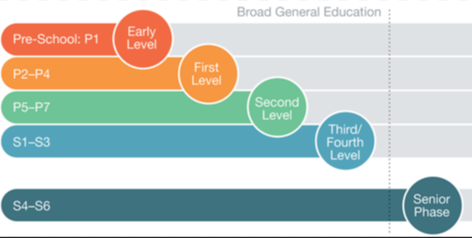 Broad General Education
Pre-School: P1
Early
Level
P2–P4
First
Level
P5–P7
Second
Level
S1–S3
Third/
Fourth
Level
S4–S6
Senior
Phase